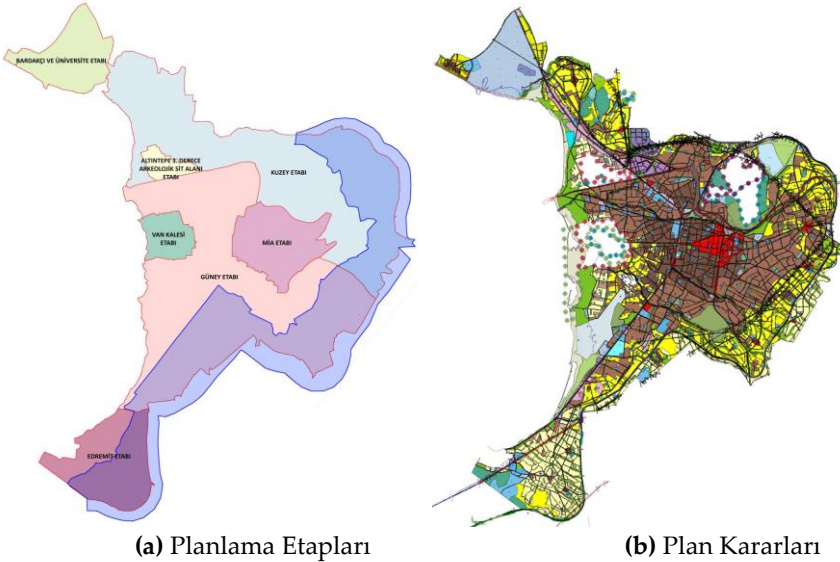 BARDAKÇI VE ÜNİVERSİTE ETABI
ALTINTEPE 3. DERECE
ARKEOLOJİK SİT ALANI
ETABI
KUZEY ETABI
VAN KALESİ
ETABI
MİA ETABI
GÜNEY ETABI
EDREMİT ETABI
(a) Planlama Etapları
(b) Plan Kararları